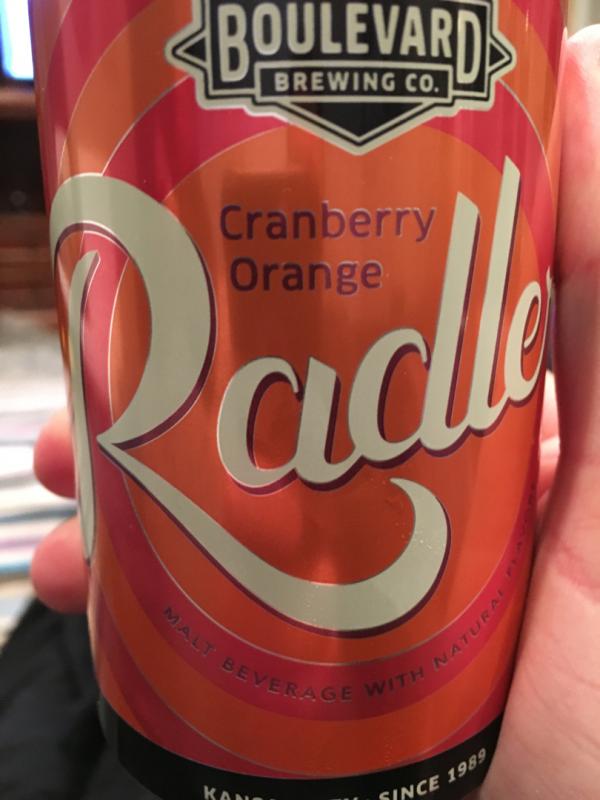 BOULEVARD
BREWING CO.
Cranberry
Orange
Radler
MALT BEVERAGE WITH NATURAL
SINCE 1989